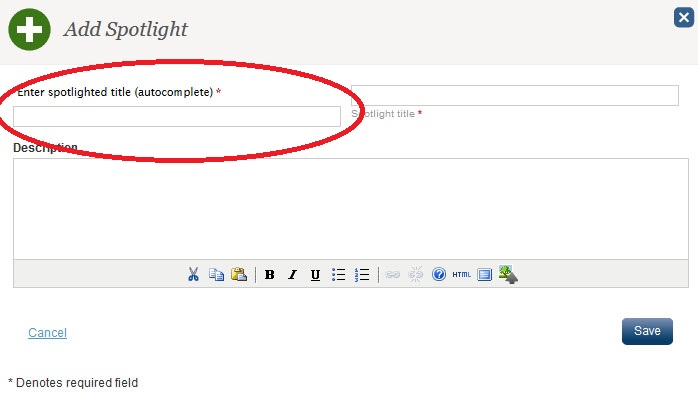 Add Spotlight
Enter spotlighted title (autocomplete) *
Spotlight title *
Description
B I U HTML
Cancel
Save
* Denotes required field